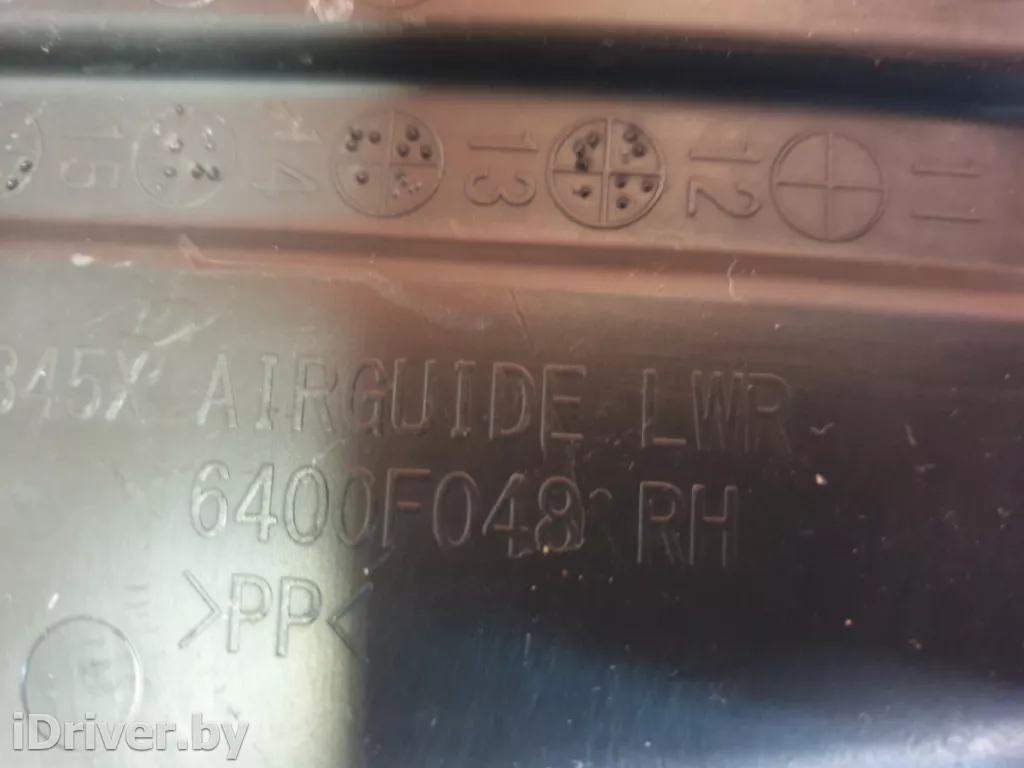 15 14 13 12 11
345X AIRGUIDE LWR
6400F048 RH
>PP<
iDriver.by